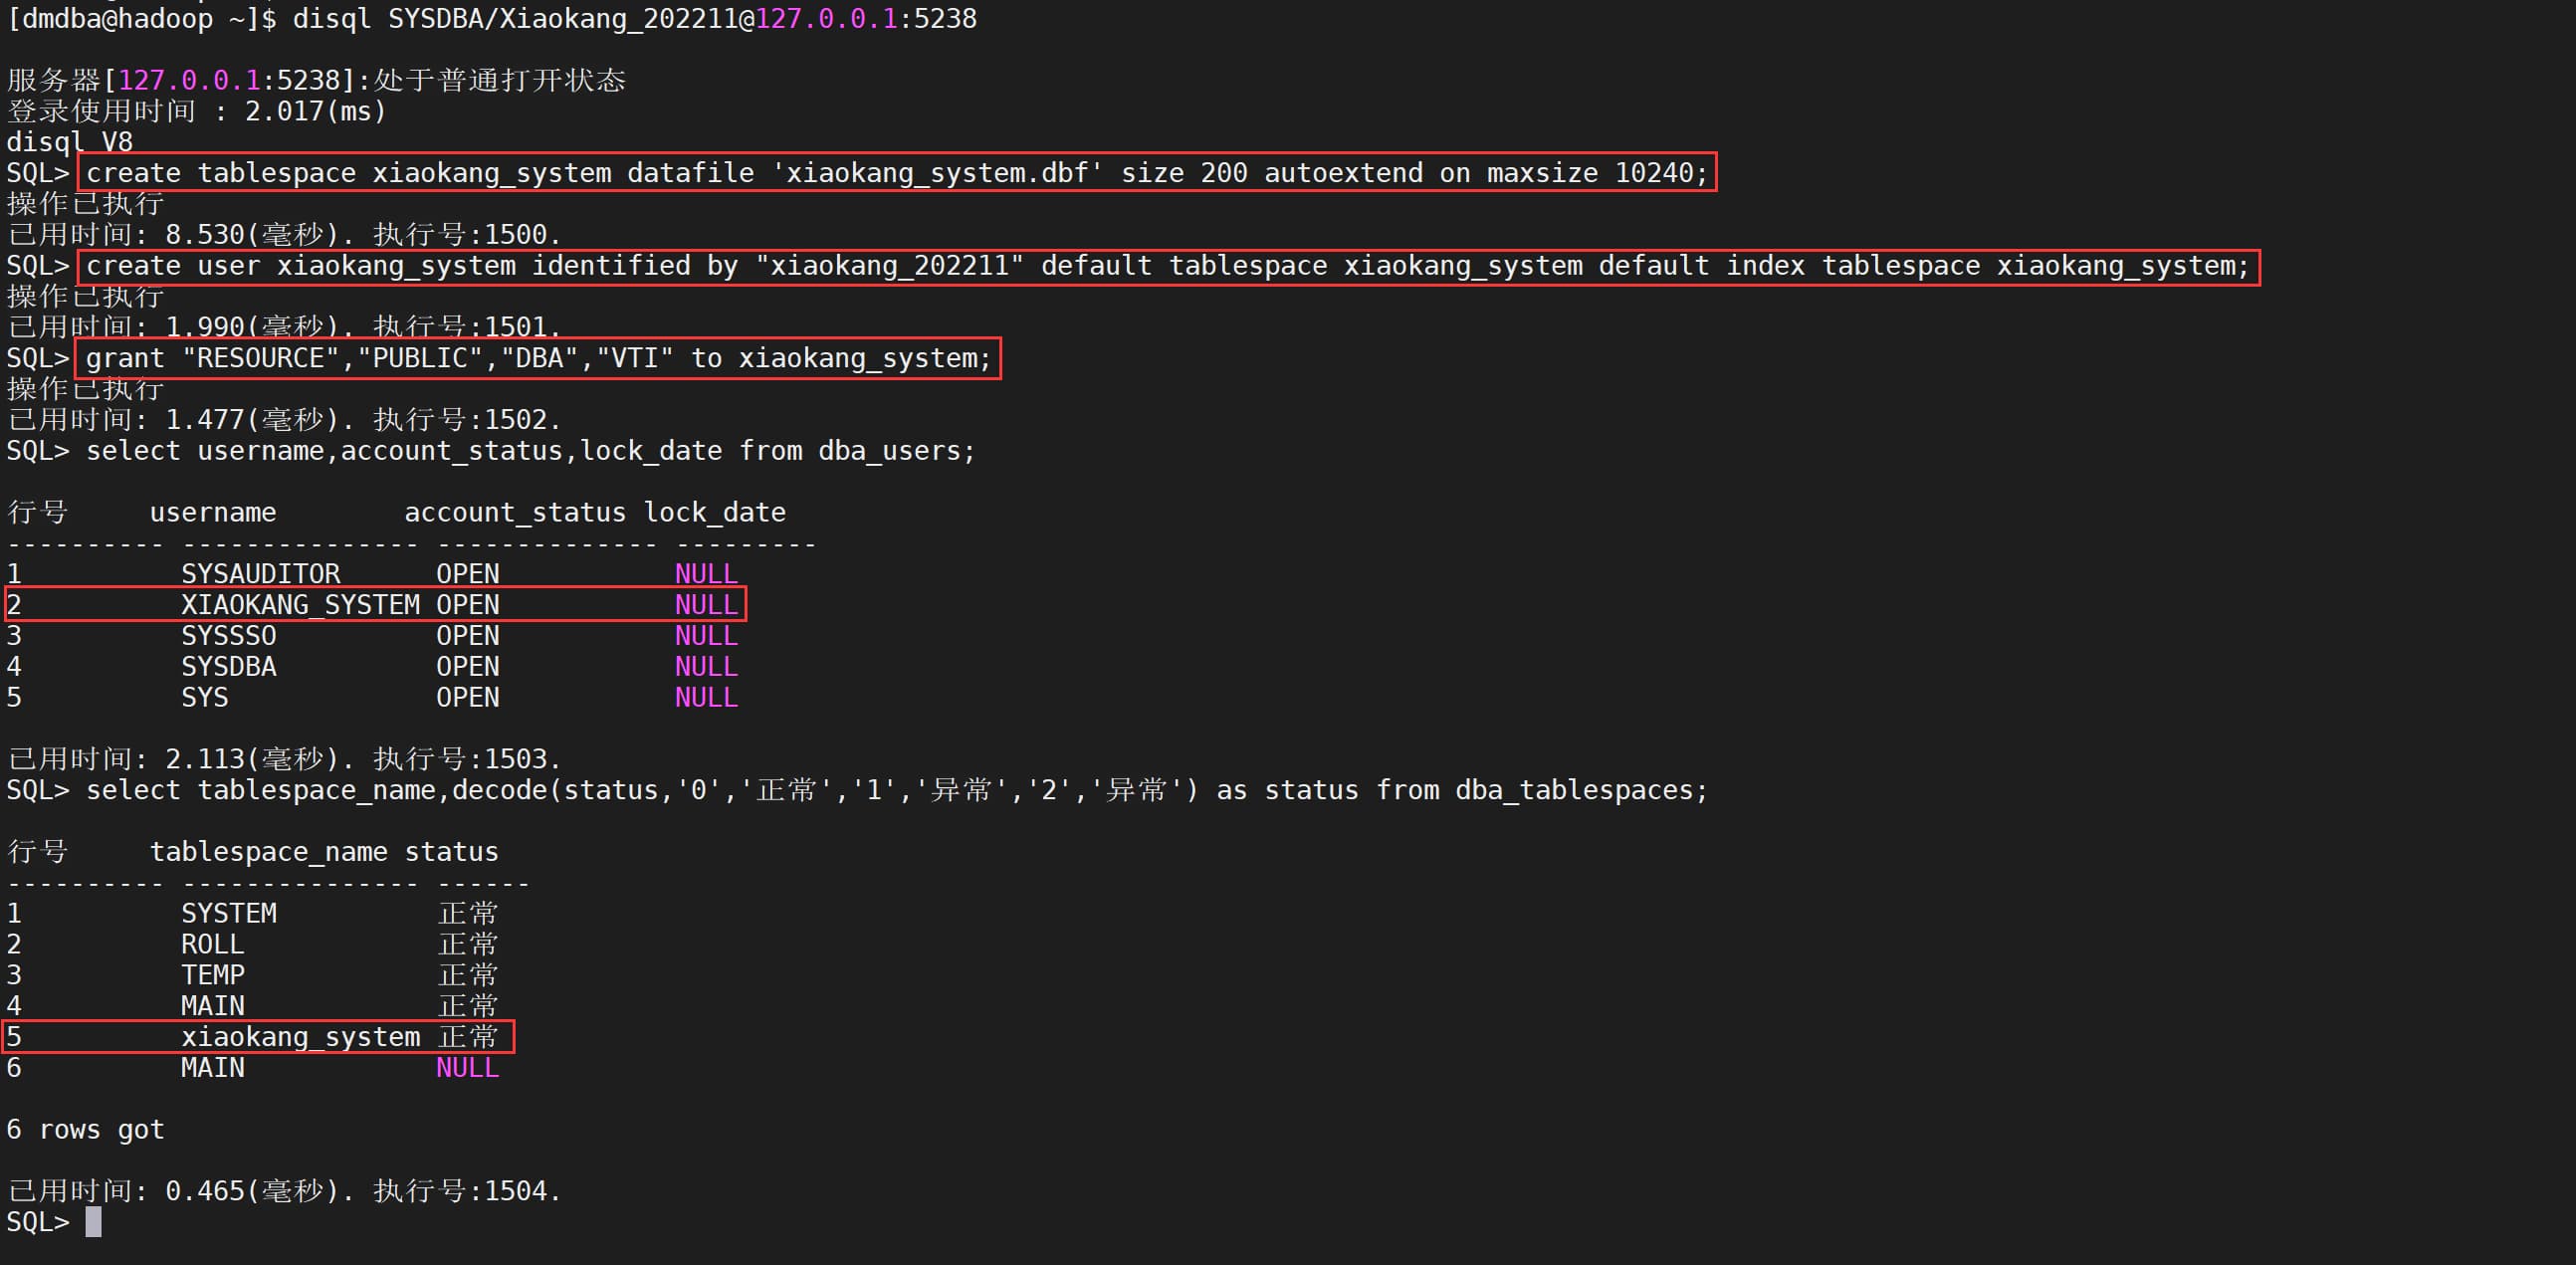 [dmdba@hadoop ~]$ disql SYSDBA/Xiaokang_202211@127.0.0.1:5238
服务器[127.0.0.1:5238]:处于普通打开状态
登录使用时间 : 2.017(ms)
disql V8
SQL> create tablespace xiaokang_system datafile 'xiaokang_system.dbf' size 200 autoextend on maxsize 10240;
操作已执行
已用时间: 8.530(毫秒). 执行号:1500.
SQL> create user xiaokang_system identified by "xiaokang_202211" default tablespace xiaokang_system default index tablespace xiaokang_system;
操作已执行
已用时间: 1.990(毫秒). 执行号:1501.
SQL> grant "RESOURCE","PUBLIC","DBA","VTI" to xiaokang_system;
操作已执行
已用时间: 1.477(毫秒). 执行号:1502.
SQL> select username,account_status,lock_date from dba_users;
行号     username        account_status lock_date
---------- --------------- -------------- ---------
1          SYSAUDITOR      OPEN           NULL
2          XIAOKANG_SYSTEM OPEN           NULL
3          SYSSSO          OPEN           NULL
4          SYSDBA          OPEN           NULL
5          SYS             OPEN           NULL
已用时间: 2.113(毫秒). 执行号:1503.
SQL> select tablespace_name,decode(status,'0','正常','1','异常','2','异常') as status from dba_tablespaces;
行号     tablespace_name status
---------- --------------- ------
1          SYSTEM          正常
2          ROLL            正常
3          TEMP            正常
4          MAIN            正常
5          xiaokang_system 正常
6          MAIN            NULL
6 rows got
已用时间: 0.465(毫秒). 执行号:1504.
SQL>